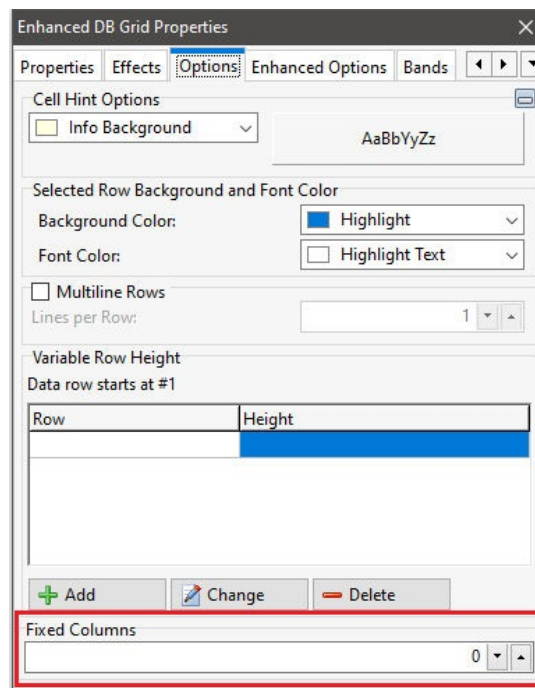 Enhanced DB Grid Properties
Properties Effects Options Enhanced Options Bands
Cell Hint Options
Info Background
AaBbYyZz
Selected Row Background and Font Color
Background Color: Highlight
Font Color: Highlight Text
Multiline Rows
Lines per Row: 1
Variable Row Height
Data row starts at #1
Row Height
Add Change Delete
Fixed Columns
0